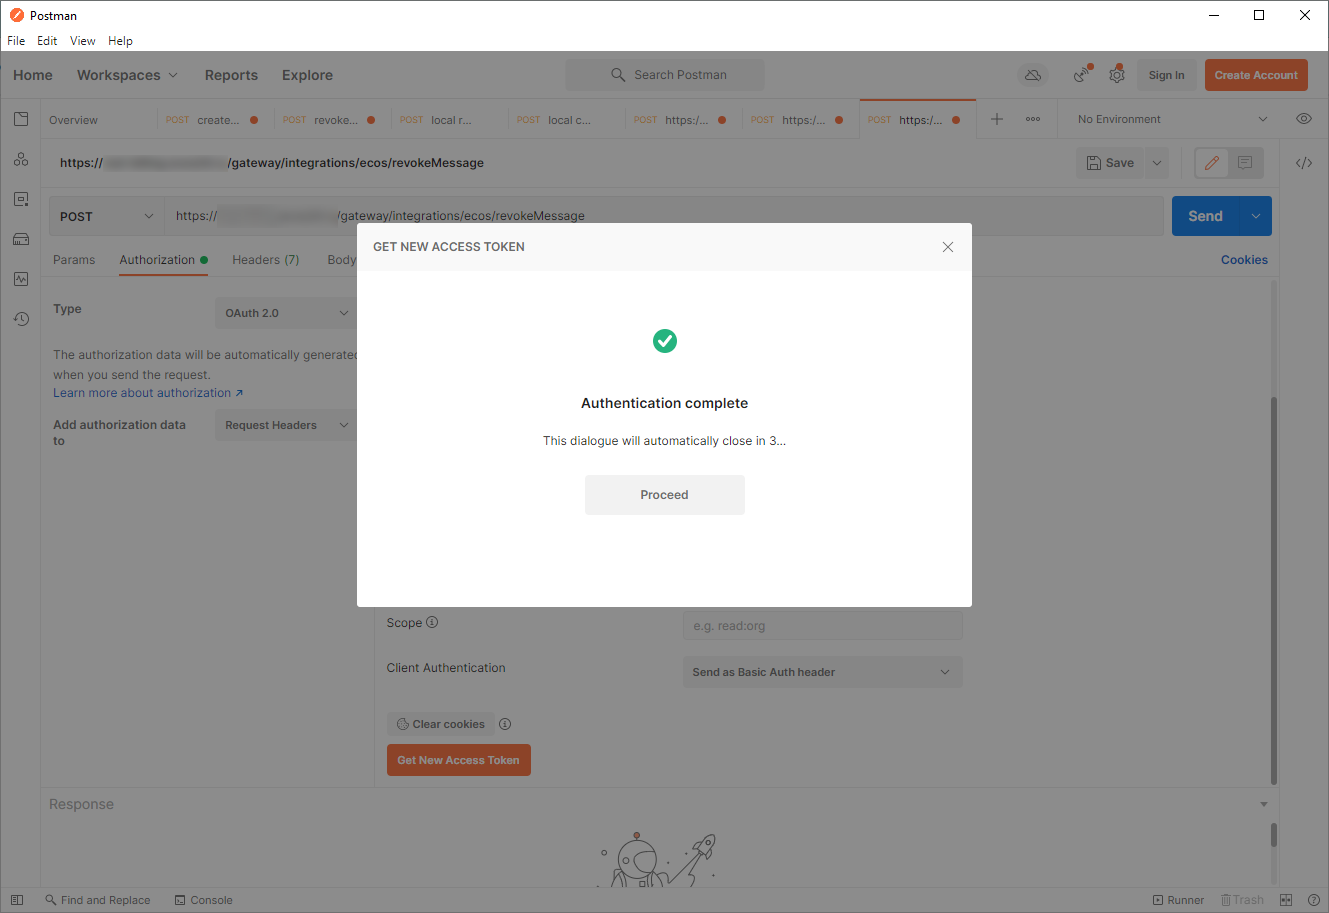 Postman
File Edit View Help
Home Workspaces Reports Explore Search Postman Sign In Create Account
Overview POST create... POST revoke... POST local r... POST local c... POST https:/... POST https:/... POST https:/... No Environment
https:// /gateway/integrations/ecos/revokeMessage Save
POST https:// /gateway/integrations/ecos/revokeMessage Send
Params Authorization Headers (7) Body Cookies
GET NEW ACCESS TOKEN
Type OAuth 2.0
The authorization data will be automatically generated
when you send the request.
Learn more about authorization ↗
Add authorization data
to
Request Headers
Authentication complete
This dialogue will automatically close in 3...
Proceed
Scope e.g. read:org
Client Authentication Send as Basic Auth header
Clear cookies
Get New Access Token
Response
Find and Replace Console Runner Trash